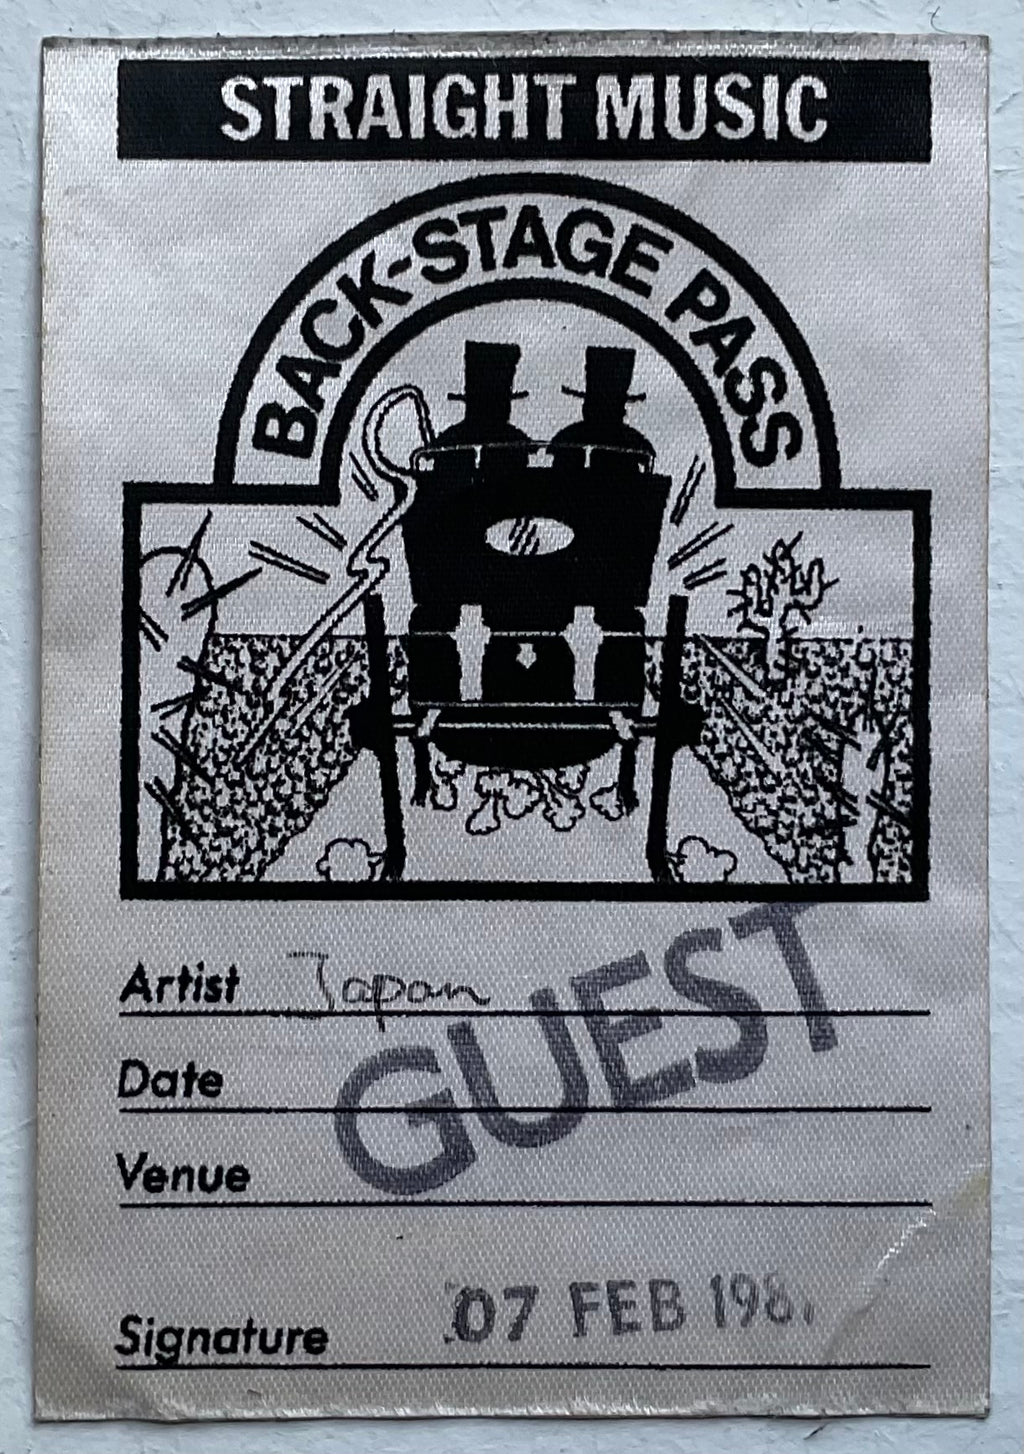 STRAIGHT MUSIC
BACK-STAGE PASS
Artist Japan
GUEST
Date
Venue
07 FEB 198
Signature